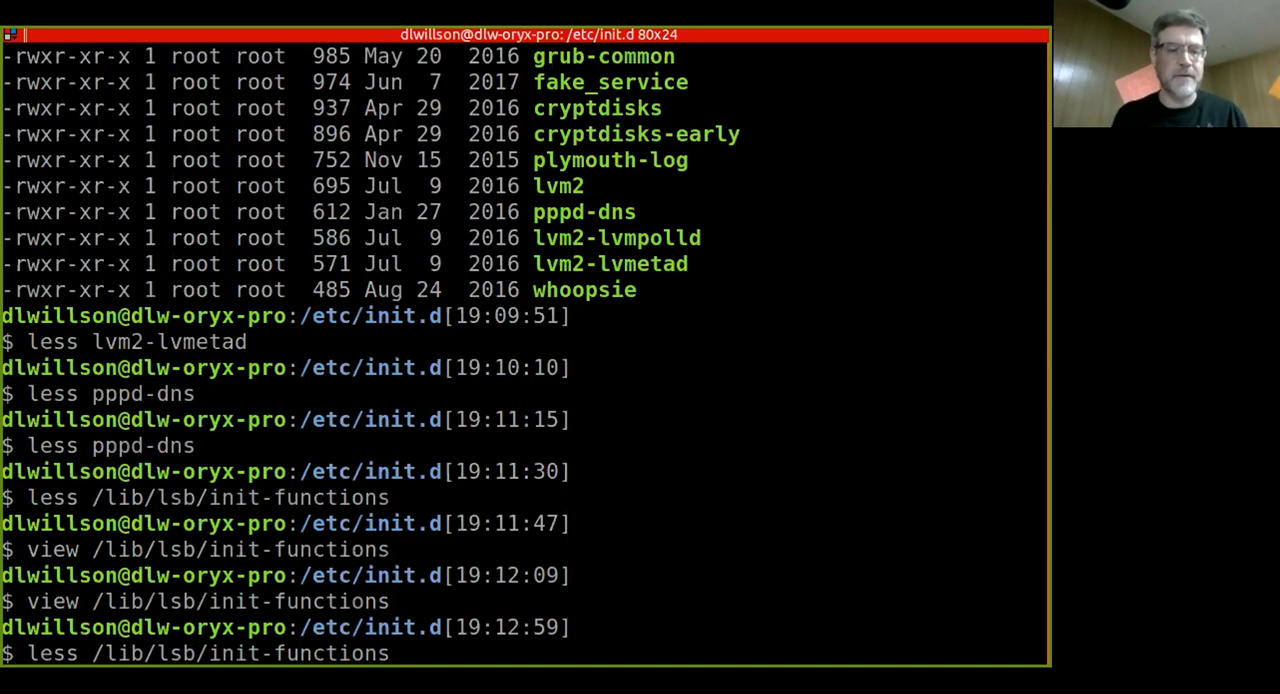 dlwillson@dlw-oryx-pro: /etc/init.d 80x24
-rwxr-xr-x 1 root root  985 May 20  2016 grub-common
-rwxr-xr-x 1 root root  974 Jun  7  2017 fake_service
-rwxr-xr-x 1 root root  937 Apr 29  2016 cryptdisks
-rwxr-xr-x 1 root root  896 Apr 29  2016 cryptdisks-early
-rwxr-xr-x 1 root root  752 Nov 15  2015 plymouth-log
-rwxr-xr-x 1 root root  695 Jul  9  2016 lvm2
-rwxr-xr-x 1 root root  612 Jan 27  2016 pppd-dns
-rwxr-xr-x 1 root root  586 Jul  9  2016 lvm2-lvmpolld
-rwxr-xr-x 1 root root  571 Jul  9  2016 lvm2-lvmetad
-rwxr-xr-x 1 root root  485 Aug 24  2016 whoopsie
dlwillson@dlw-oryx-pro:/etc/init.d[19:09:51]
$ less lvm2-lvmetad
dlwillson@dlw-oryx-pro:/etc/init.d[19:10:10]
$ less pppd-dns
dlwillson@dlw-oryx-pro:/etc/init.d[19:11:15]
$ less pppd-dns
dlwillson@dlw-oryx-pro:/etc/init.d[19:11:30]
$ less /lib/lsb/init-functions
dlwillson@dlw-oryx-pro:/etc/init.d[19:11:47]
$ view /lib/lsb/init-functions
dlwillson@dlw-oryx-pro:/etc/init.d[19:12:09]
$ view /lib/lsb/init-functions
dlwillson@dlw-oryx-pro:/etc/init.d[19:12:59]
$ less /lib/lsb/init-functions